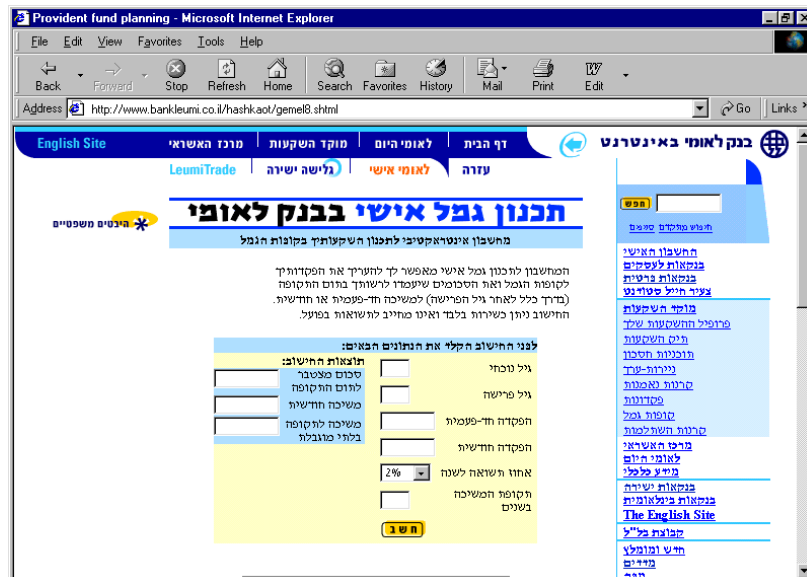 Provident fund planning - Microsoft Internet Explorer
File Edit View Favorites Tools Help
Back Forward Stop Refresh Home Search Favorites History Mail Print Edit
Address http://www.bankleumi.co.il/hashkaot/gemel8.shtml Go Links
בנק לאומי באינטרנט
דף הבית לאומי היום מוקד השקעות מרכז האשראי English Site
עזרה לאומי אישי גלישה ישירה LeumiTrade
תכנון גמל אישי בבנק לאומי
היבטים משפטיים
מחשבון אינטראקטיבי לתכנון השקעותיך בקופות הגמל
המחשבון לתכנון גמל אישי מאפשר לך להעריך את הפקדותיך
לקופות הגמל ואת הסכומים שיעמדו לרשותך בתום התקופה
(בדרך כלל לאחר גיל הפרישה) למשיכה חד-פעמית או חודשית.
החישוב ניתן כשירות בלבד ואינו מחייב לתשואות בפועל.
לפני החישוב הקלד את הנתונים הבאים:
גיל נוכחי
גיל פרישה
הפקדה חד-פעמית
הפקדה חודשית
אחוז תשואה לשנה 2%
תקופת המשיכה
בשנים
חשב
תוצאות החישוב:
סכום מצטבר
לתום התקופה
משיכה חודשית
משיכה לתקופה
בלתי מוגבלת
חפש
חיפוש מתקדם טיפים
החשבון האישי
בנקאות לעסקים
בנקאות פרטית
צעיר חייל סטודנט
מוקד השקעות
פרופיל ההשקעות שלך
תיק השקעות
תוכניות חסכון
ניירות-ערך
קרנות נאמנות
פקדונות
קופות גמל
קרנות השתלמות
מרכז האשראי
לאומי היום
מידע כלכלי
בנקאות ישירה
בנקאות בינלאומית
The English Site
קבוצת בל"ל
חדש ומומלץ
מדדים